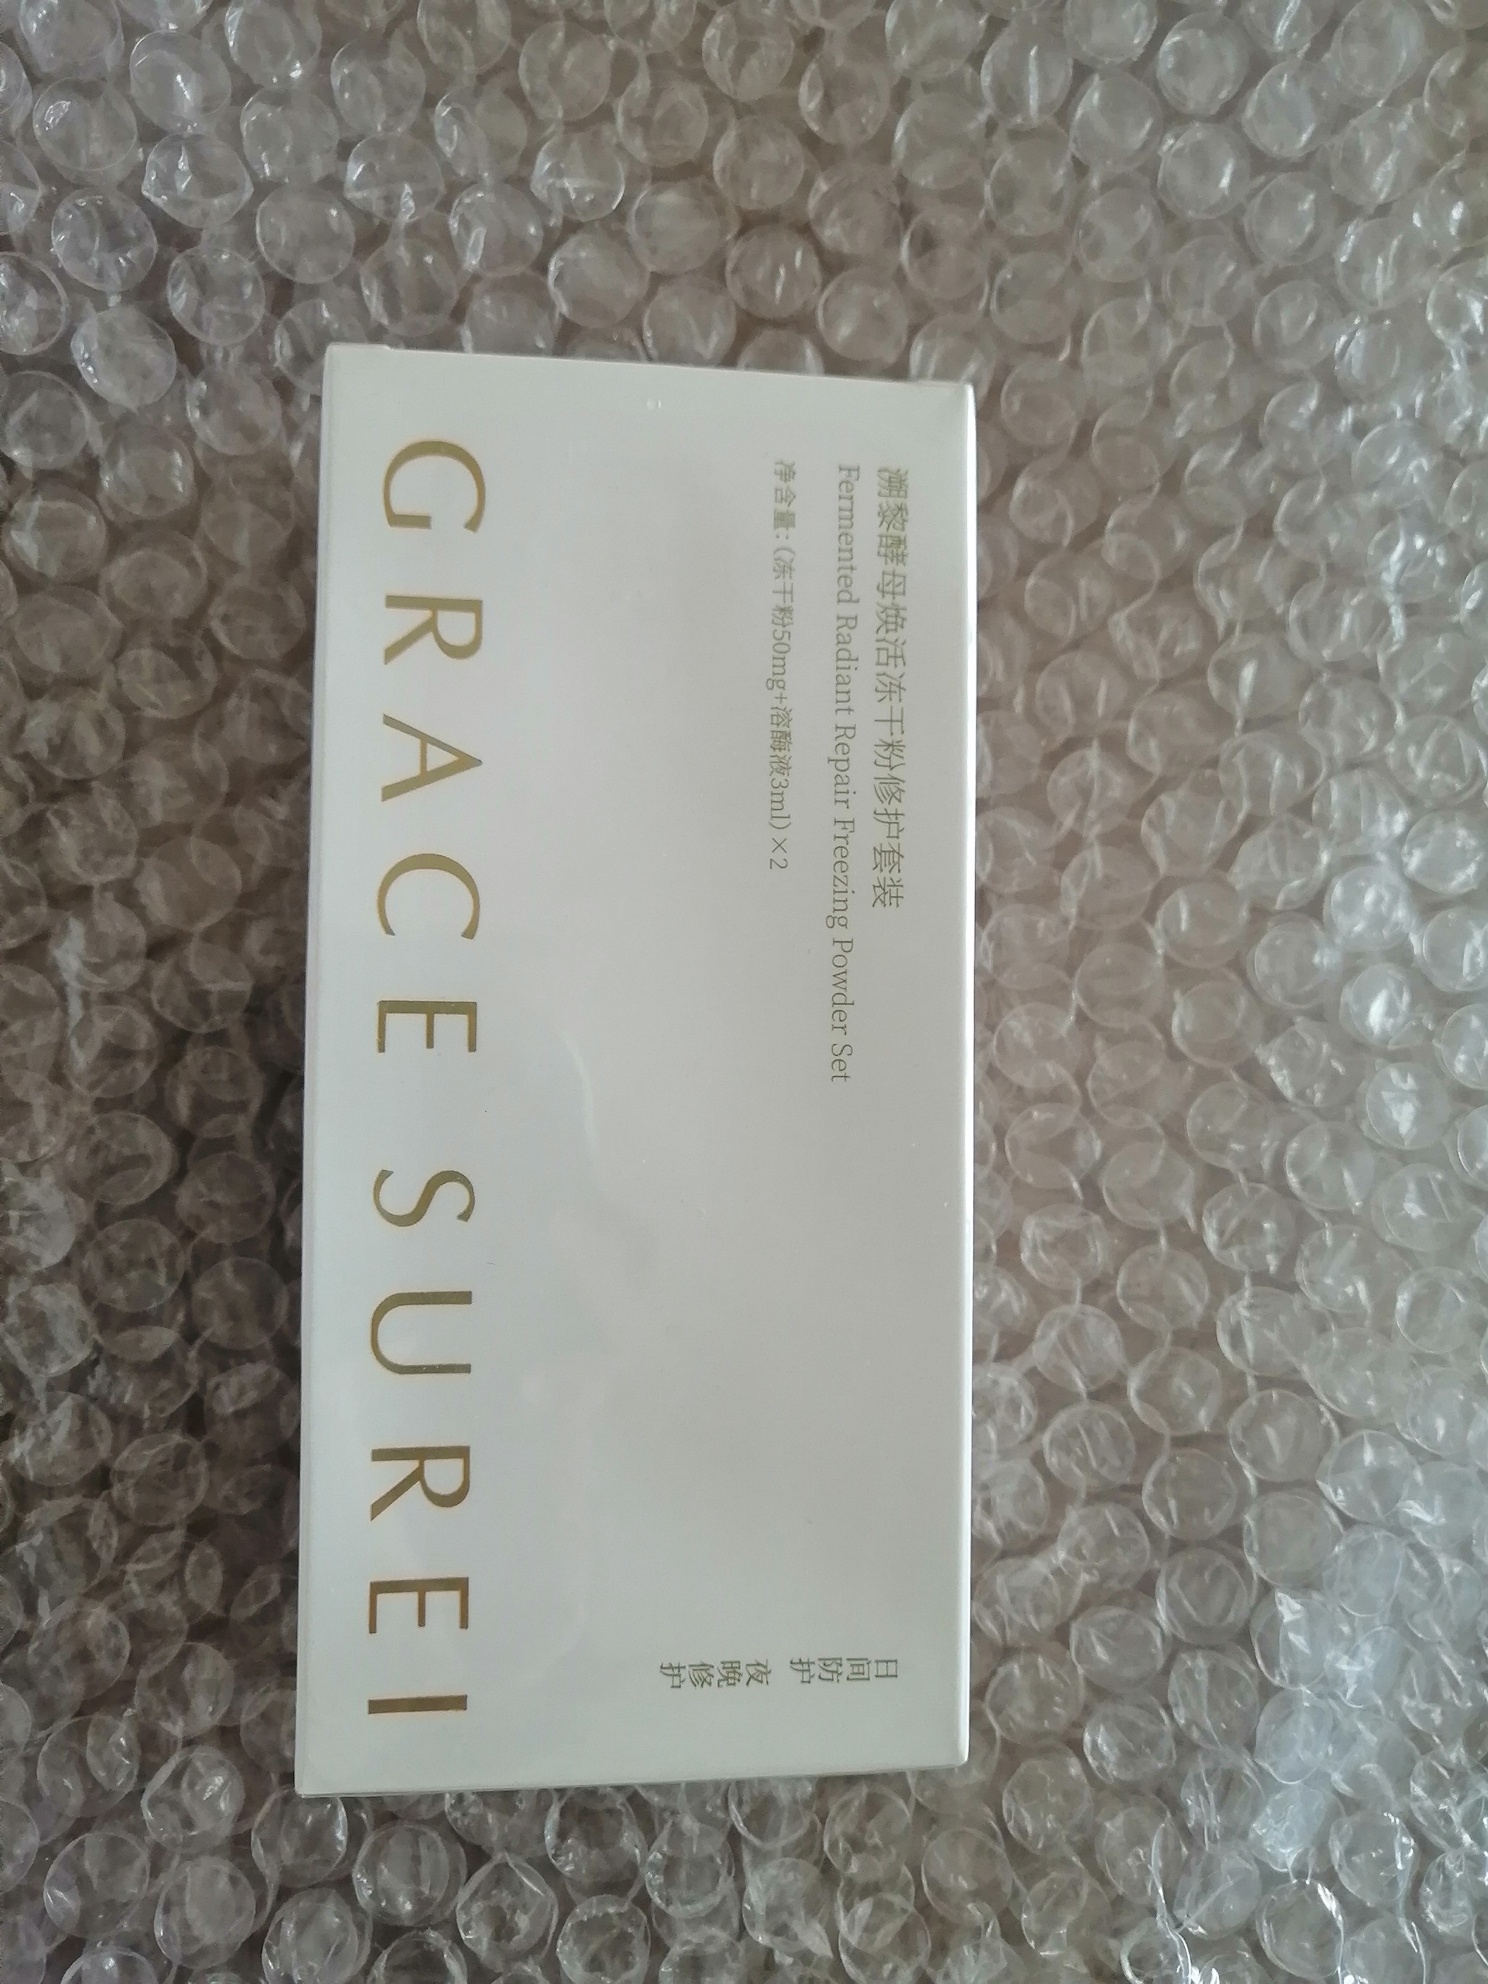 溯黎酵母焕活冻干粉修护套装
Fermented Radiant Repair Freezing Powder Set
净含量:(冻干粉50mg+溶酶液3ml)×2
日间防护
夜晚修护
GRACE SUREI